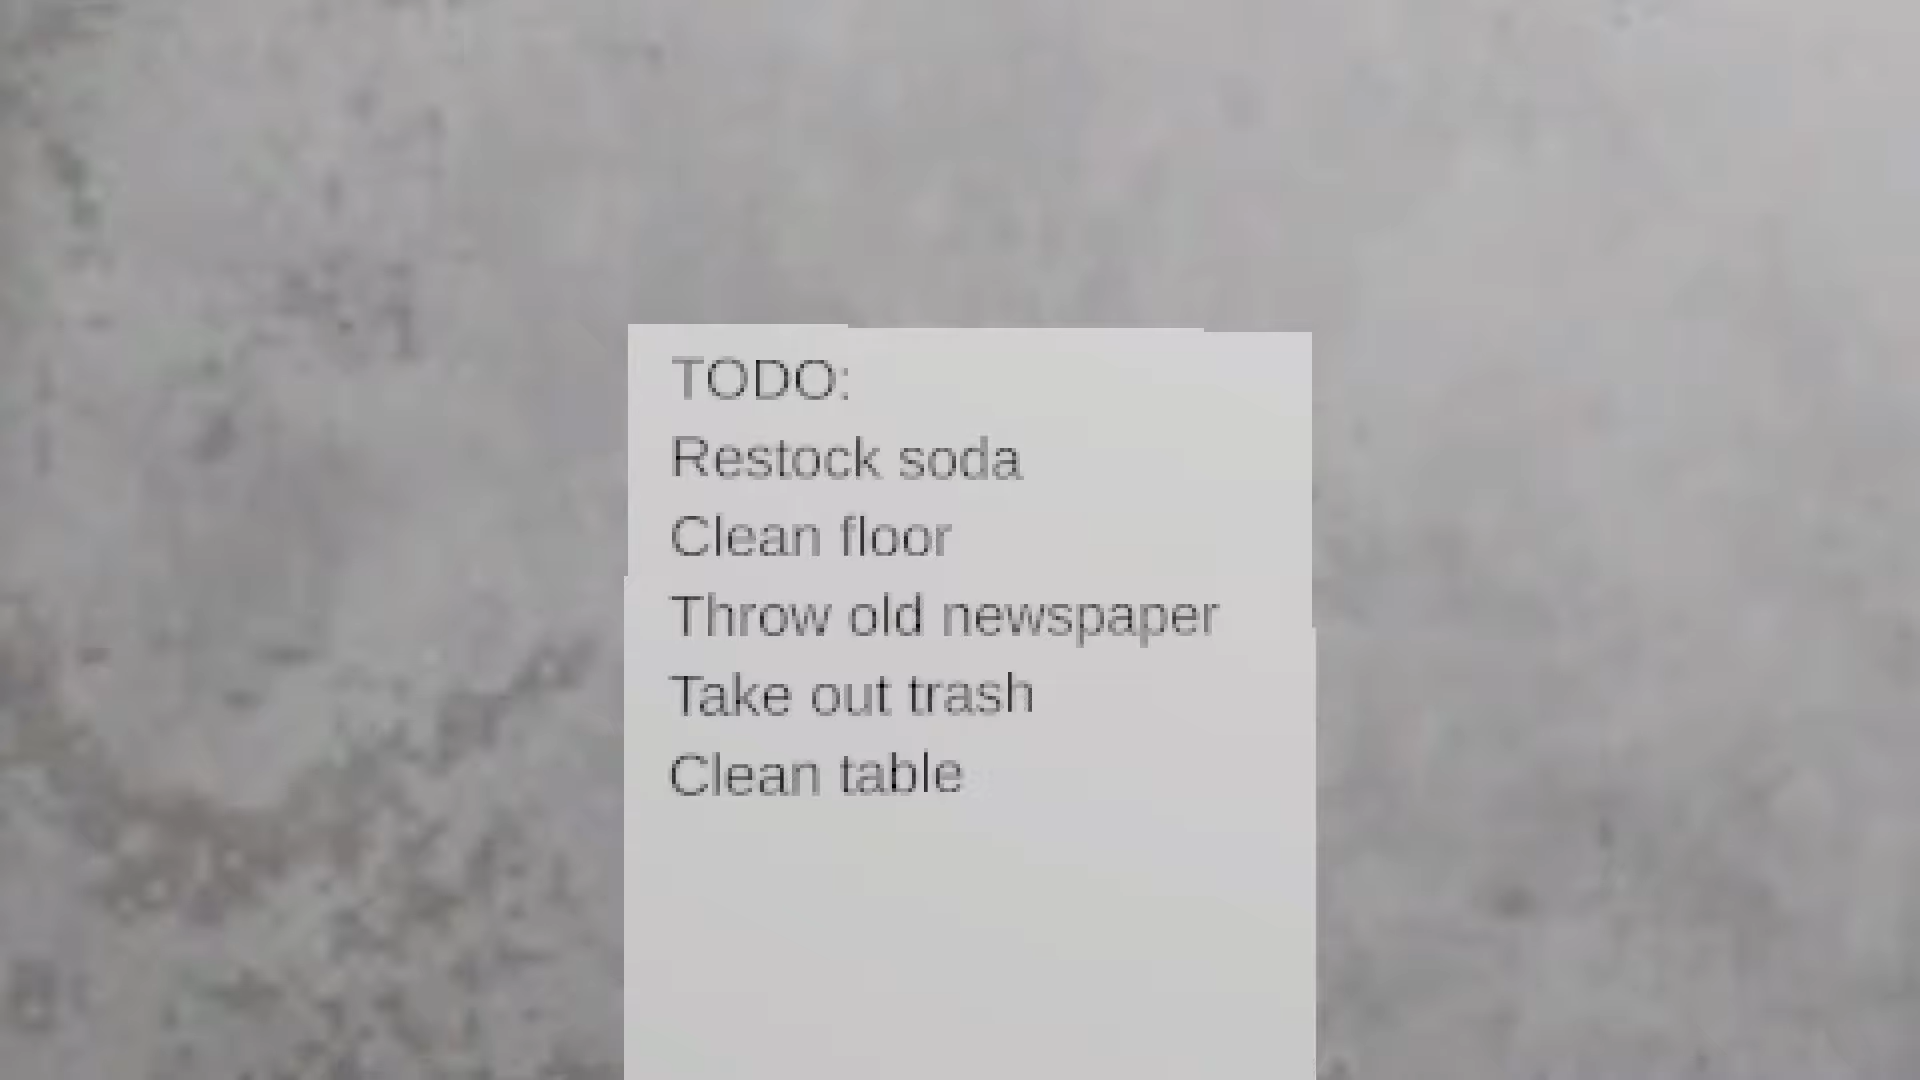 TODO:
Restock soda
Clean floor
Throw old newspaper
Take out trash
Clean table